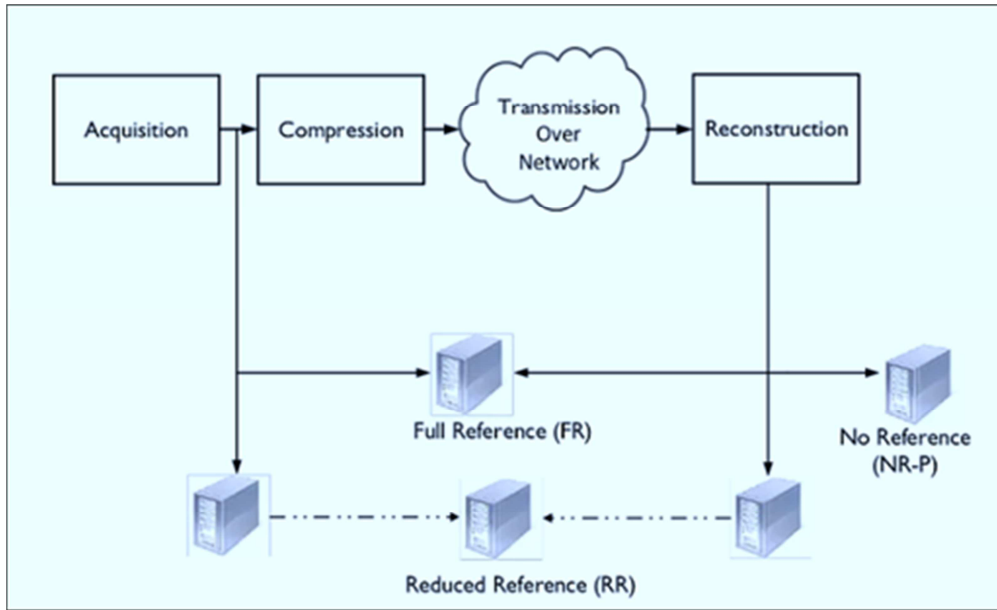 Acquisition
Compression
Transmission
Over
Network
Reconstruction
Full Reference (FR)
No Reference
(NR-P)
Reduced Reference (RR)